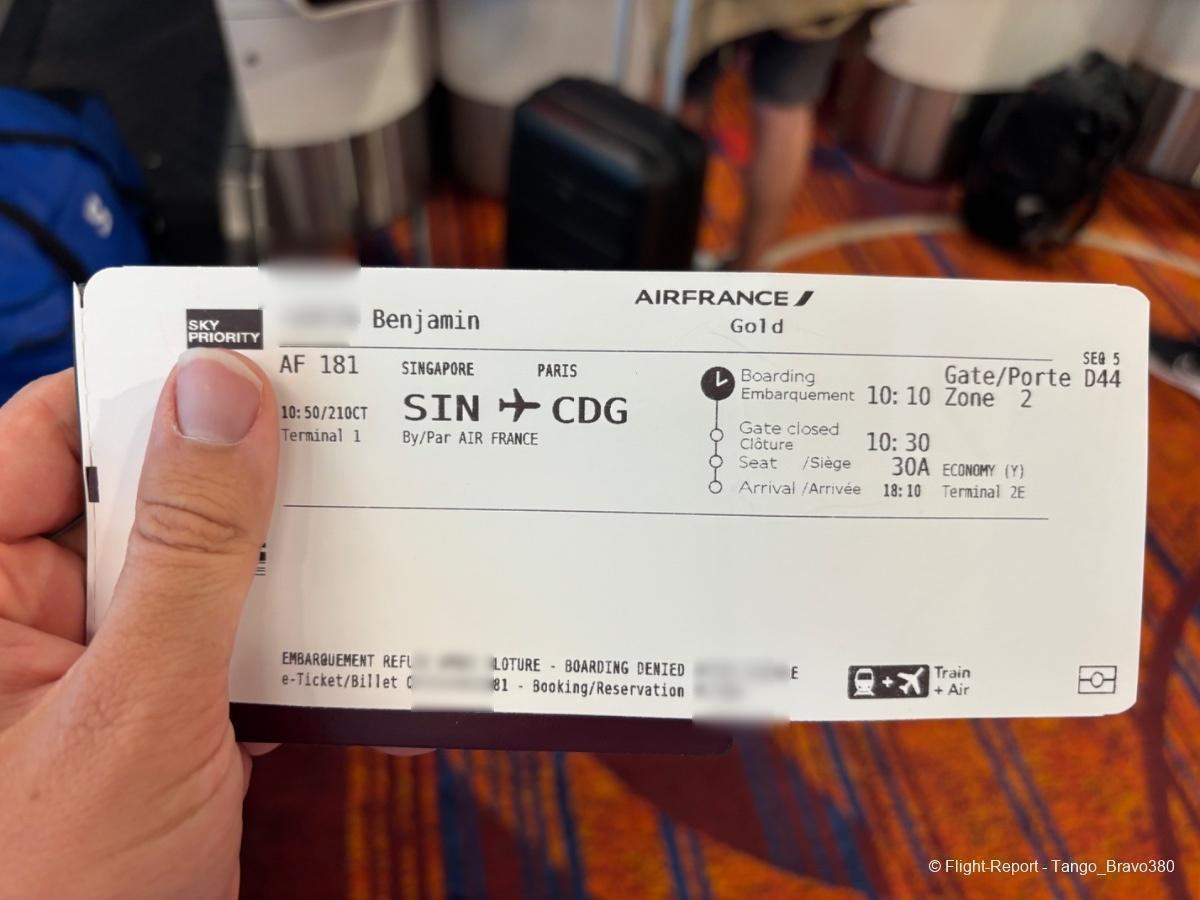 AIRFRANCE
SKY PRIORITY
Benjamin
Gold
SEQ 5
AF 181
SINGAPORE PARIS
Boarding
Embarquement 10:10
Gate/Porte D44
Zone 2
10:50/21OCT
SIN CDG
Terminal 1
By/Par AIR FRANCE
Gate closed
Clôture 10:30
Seat /Siège 30A ECONOMY (Y)
Arrival /Arrivée 18:10 Terminal 2E
EMBARQUEMENT LOTURE - BOARDING DENIED E
e-Ticket/Billet 81 - Booking/Reservation
Train
+ Air
© Flight-Report - Tango_Bravo380